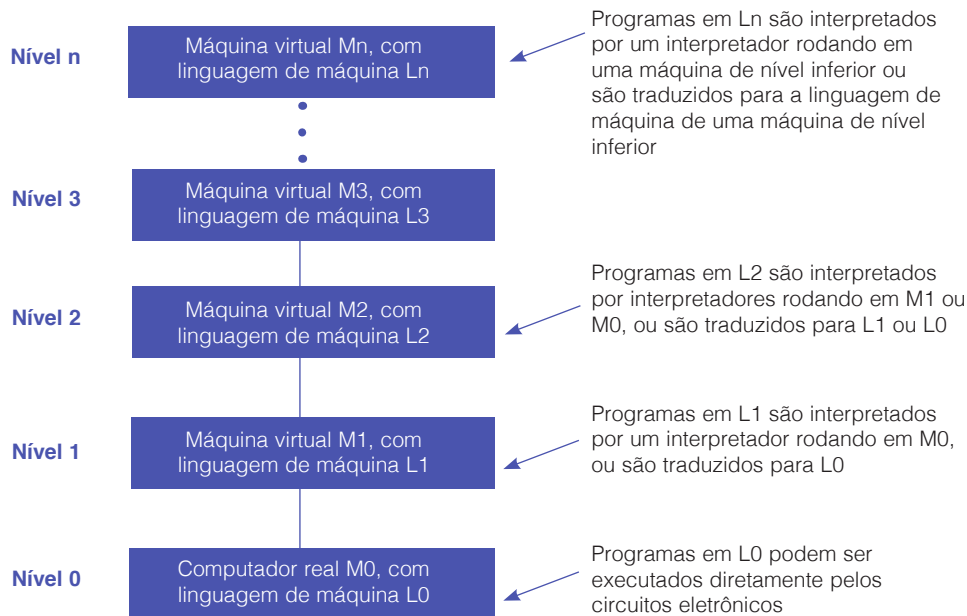 Nível n
Máquina virtual Mn, com
linguagem de máquina Ln
Programas em Ln são interpretados
por um interpretador rodando em
uma máquina de nível inferior ou
são traduzidos para a linguagem de
máquina de uma máquina de nível
inferior
Nível 3
Máquina virtual M3, com
linguagem de máquina L3
Nível 2
Máquina virtual M2, com
linguagem de máquina L2
Programas em L2 são interpretados
por interpretadores rodando em M1 ou
M0, ou são traduzidos para L1 ou L0
Nível 1
Máquina virtual M1, com
linguagem de máquina L1
Programas em L1 são interpretados
por um interpretador rodando em M0,
ou são traduzidos para L0
Nível 0
Computador real M0, com
linguagem de máquina L0
Programas em L0 podem ser
executados diretamente pelos
circuitos eletrônicos